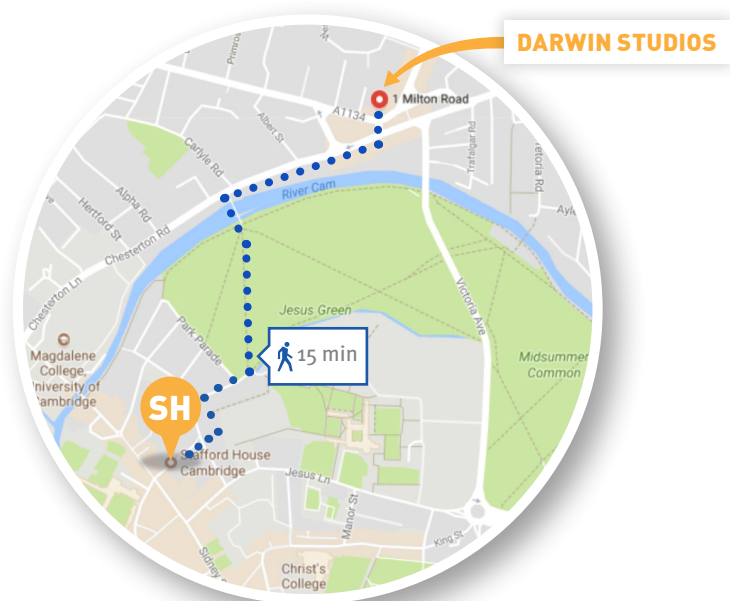 DARWIN STUDIOS
1 Milton Road
A1134
Albert St
Carlyle Rd
Trafalgar Rd
River Cam
Alpha Rd
Hertford St
Chesterton Rd
Chesterton Ln
Jesus Green
Victoria Ave
Park Parade
15 min
Magdalene
College,
University of
Cambridge
Midsummer
Common
SH
Stafford House
Cambridge
Jesus Ln
Manor St
King St
Sidney
Christ's
College